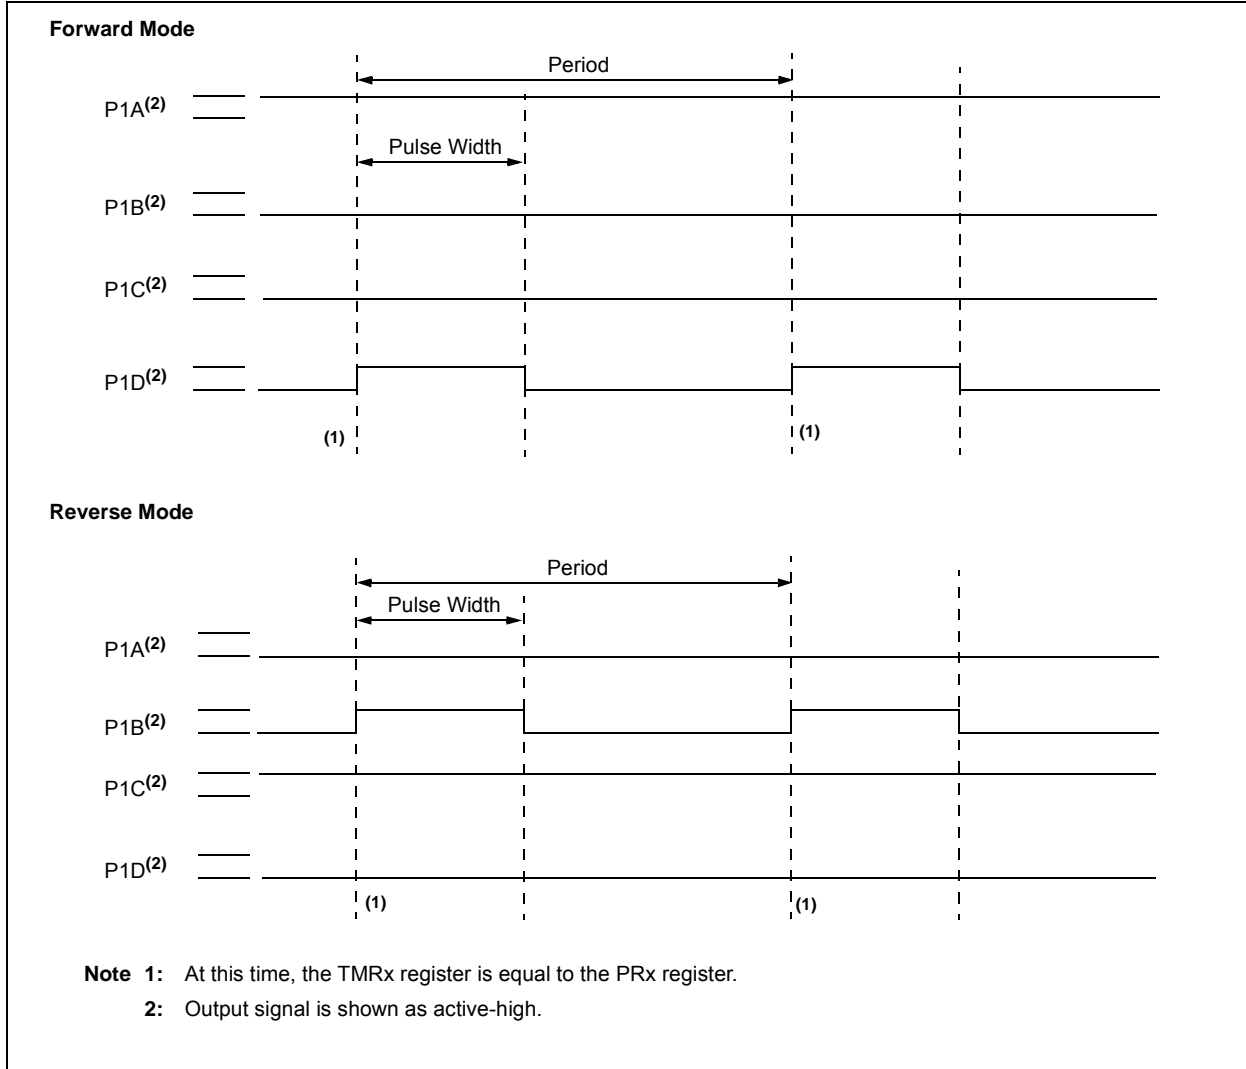 Forward Mode
Period
P1A(2)
Pulse Width
P1B(2)
P1C(2)
P1D(2)
(1)
(1)
Reverse Mode
Period
Pulse Width
P1A(2)
P1B(2)
P1C(2)
P1D(2)
(1)
(1)
Note 1: At this time, the TMRx register is equal to the PRx register.
2: Output signal is shown as active-high.